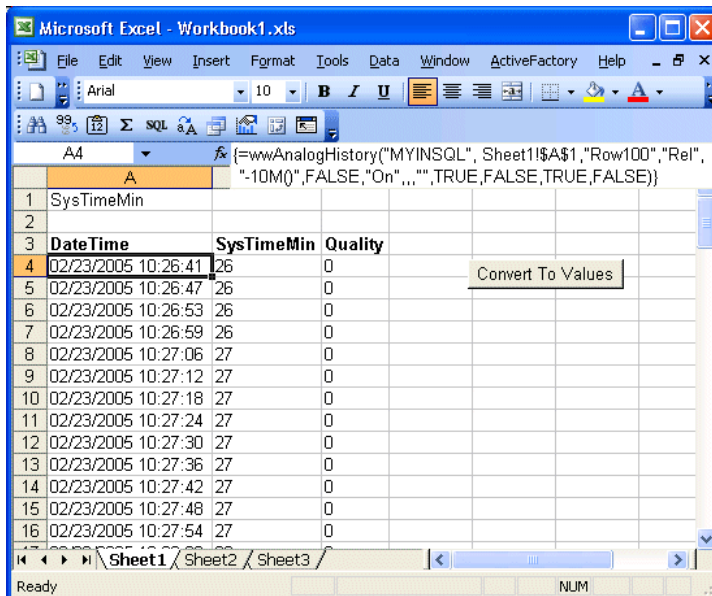 Microsoft Excel - Workbook1.xls
File Edit View Insert Format Tools Data Window ActiveFactory Help
Arial 10 B I U A
99 5 12 Σ SQL
A4 fx {=wwAnalogHistory("MYINSQL", Sheet1!$A$1,"Row100","Rel",
"-10M()",FALSE,"On",,,"",TRUE,FALSE,TRUE,FALSE)}
A
1 SysTimeMin
2
3 DateTime SysTimeMin Quality
4 02/23/2005 10:26:41 26 0 Convert To Values
5 02/23/2005 10:26:47 26 0
6 02/23/2005 10:26:53 26 0
7 02/23/2005 10:26:59 26 0
8 02/23/2005 10:27:06 27 0
9 02/23/2005 10:27:12 27 0
10 02/23/2005 10:27:18 27 0
11 02/23/2005 10:27:24 27 0
12 02/23/2005 10:27:30 27 0
13 02/23/2005 10:27:36 27 0
14 02/23/2005 10:27:42 27 0
15 02/23/2005 10:27:48 27 0
16 02/23/2005 10:27:54 27 0
Sheet1 Sheet2 Sheet3
Ready NUM